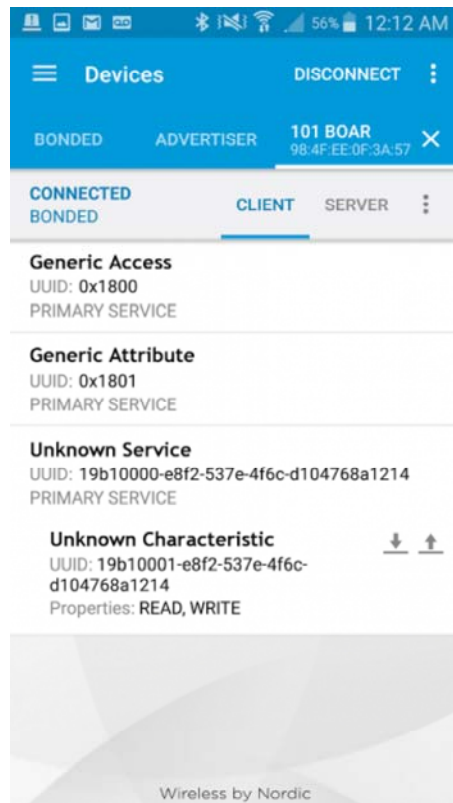 56% 12:12 AM
Devices DISCONNECT
BONDED ADVERTISER 101 BOAR
98:4F:EE:0F:3A:57
CONNECTED
BONDED CLIENT SERVER
Generic Access
UUID: 0x1800
PRIMARY SERVICE
Generic Attribute
UUID: 0x1801
PRIMARY SERVICE
Unknown Service
UUID: 19b10000-e8f2-537e-4f6c-d104768a1214
PRIMARY SERVICE
Unknown Characteristic
UUID: 19b10001-e8f2-537e-4f6c-
d104768a1214
Properties: READ, WRITE
Wireless by Nordic